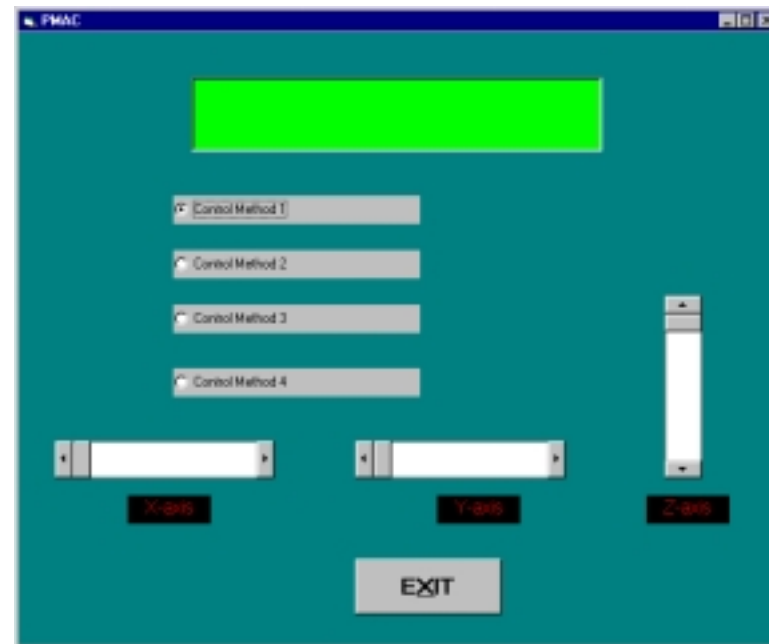 PMAC
Control Method 1
Control Method 2
Control Method 3
Control Method 4
X-axis
Y-axis
Z-axis
EXIT